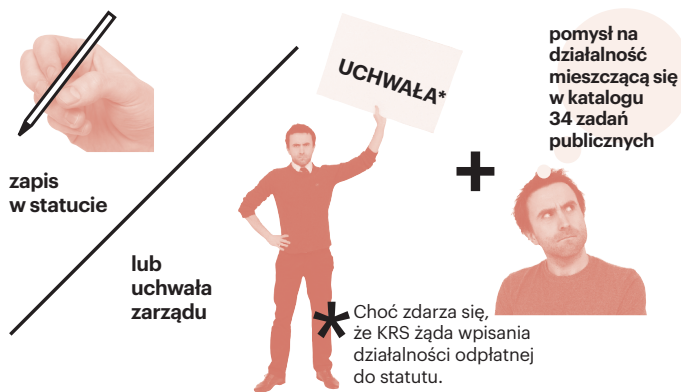 zapis
w statucie
lub
uchwała
zarządu
UCHWAŁA*
+
pomysł na
działalność
mieszczącą się
w katalogu
34 zadań
publicznych
* Choć zdarza się,
że KRS żąda wpisania
działalności odpłatnej
do statutu.